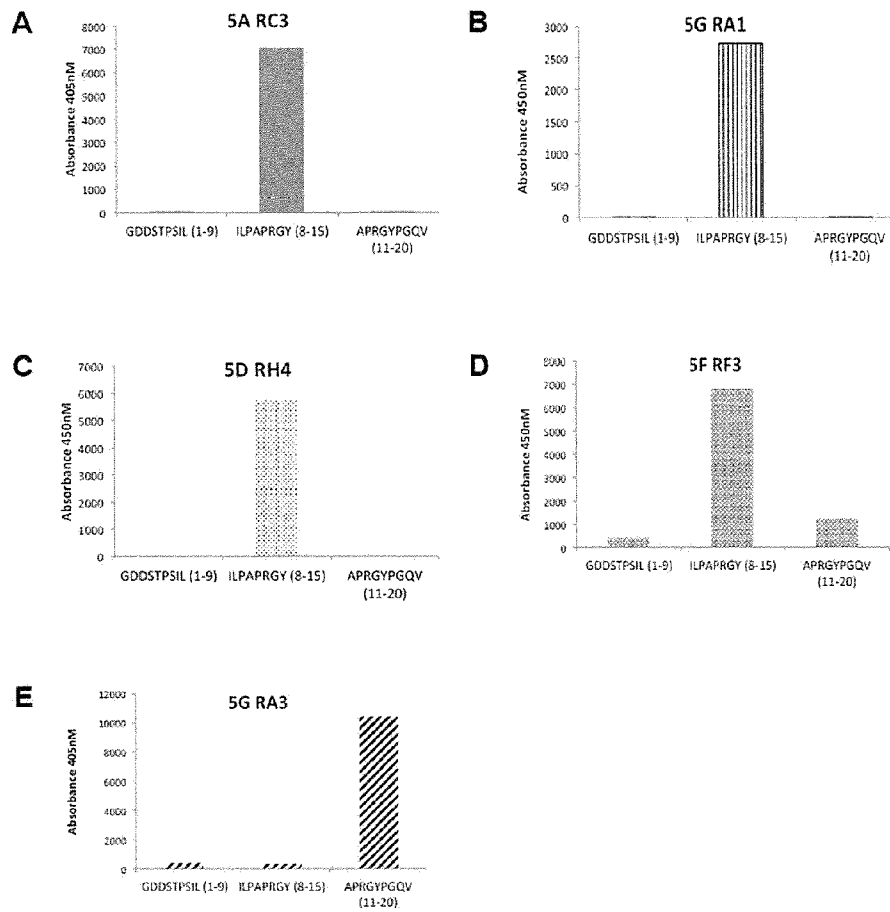 A
5A RC3
Absorbance 405nM
8000
7000
6000
5000
4000
3000
2000
1000
0
GDDSTPSIL (1-9) ILPAPRGY (8-15) APRGYPGQV
(11-20)
B
5G RA1
Absorbance 450nM
3000
2500
2000
1500
1000
500
0
GDDSTPSIL (1-9) ILPAPRGY (8-15) APRGYPGQV
(11-20)
C
5D RH4
Absorbance 450nM
7000
6000
5000
4000
3000
2000
1000
0
GDDSTPSIL (1-9) ILPAPRGY (8-15) APRGYPGQV
(11-20)
D
5F RF3
Absorbance 450nM
8000
7000
6000
5000
4000
3000
2000
1000
0
GDDSTPSIL (1-9) ILPAPRGY (8-15) APRGYPGQV
(11-20)
E
5G RA3
Absorbance 405nM
12000
10000
8000
6000
4000
2000
0
GDDSTPSIL (1-9) ILPAPRGY (8-15) APRGYPGQV
(11-20)